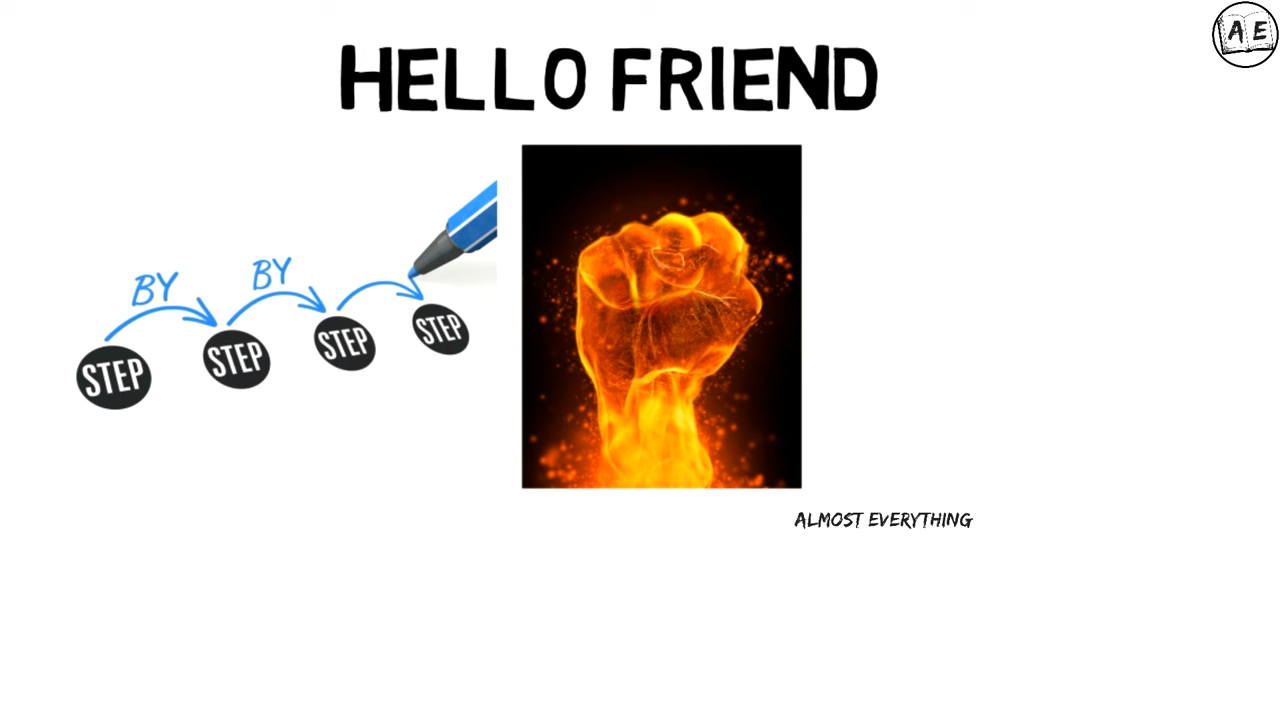 A E
HELLO FRIEND
BY BY
STEP STEP STEP STEP
ALMOST EVERYTHING